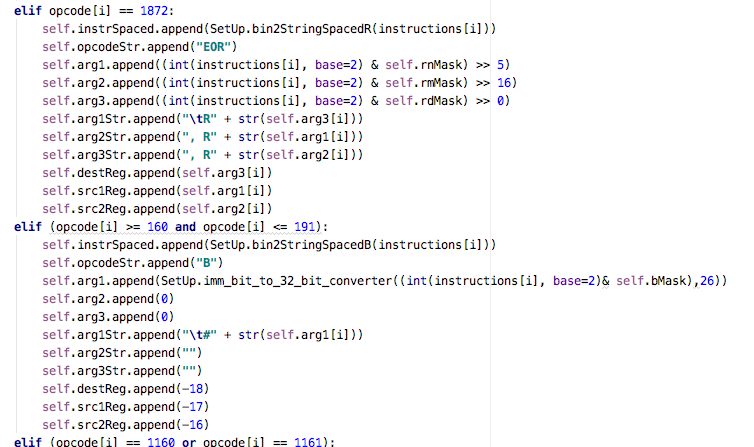 elif opcode[i] == 1872:
    self.instrSpaced.append(SetUp.bin2StringSpacedR(instructions[i]))
    self.opcodeStr.append("EOR")
    self.arg1.append((int(instructions[i], base=2) & self.rnMask) >> 5)
    self.arg2.append((int(instructions[i], base=2) & self.rmMask) >> 16)
    self.arg3.append((int(instructions[i], base=2) & self.rdMask) >> 0)
    self.arg1Str.append("\tR" + str(self.arg3[i]))
    self.arg2Str.append(", R" + str(self.arg1[i]))
    self.arg3Str.append(", R" + str(self.arg2[i]))
    self.destReg.append(self.arg3[i])
    self.src1Reg.append(self.arg1[i])
    self.src2Reg.append(self.arg2[i])
elif (opcode[i] >= 160 and opcode[i] <= 191):
    self.instrSpaced.append(SetUp.bin2StringSpacedB(instructions[i]))
    self.opcodeStr.append("B")
    self.arg1.append(SetUp.imm_bit_to_32_bit_converter((int(instructions[i], base=2)& self.bMask),26))
    self.arg2.append(0)
    self.arg3.append(0)
    self.arg1Str.append("\t#" + str(self.arg1[i]))
    self.arg2Str.append("")
    self.arg3Str.append("")
    self.destReg.append(-18)
    self.src1Reg.append(-17)
    self.src2Reg.append(-16)
elif (opcode[i] == 1160 or opcode[i] == 1161):